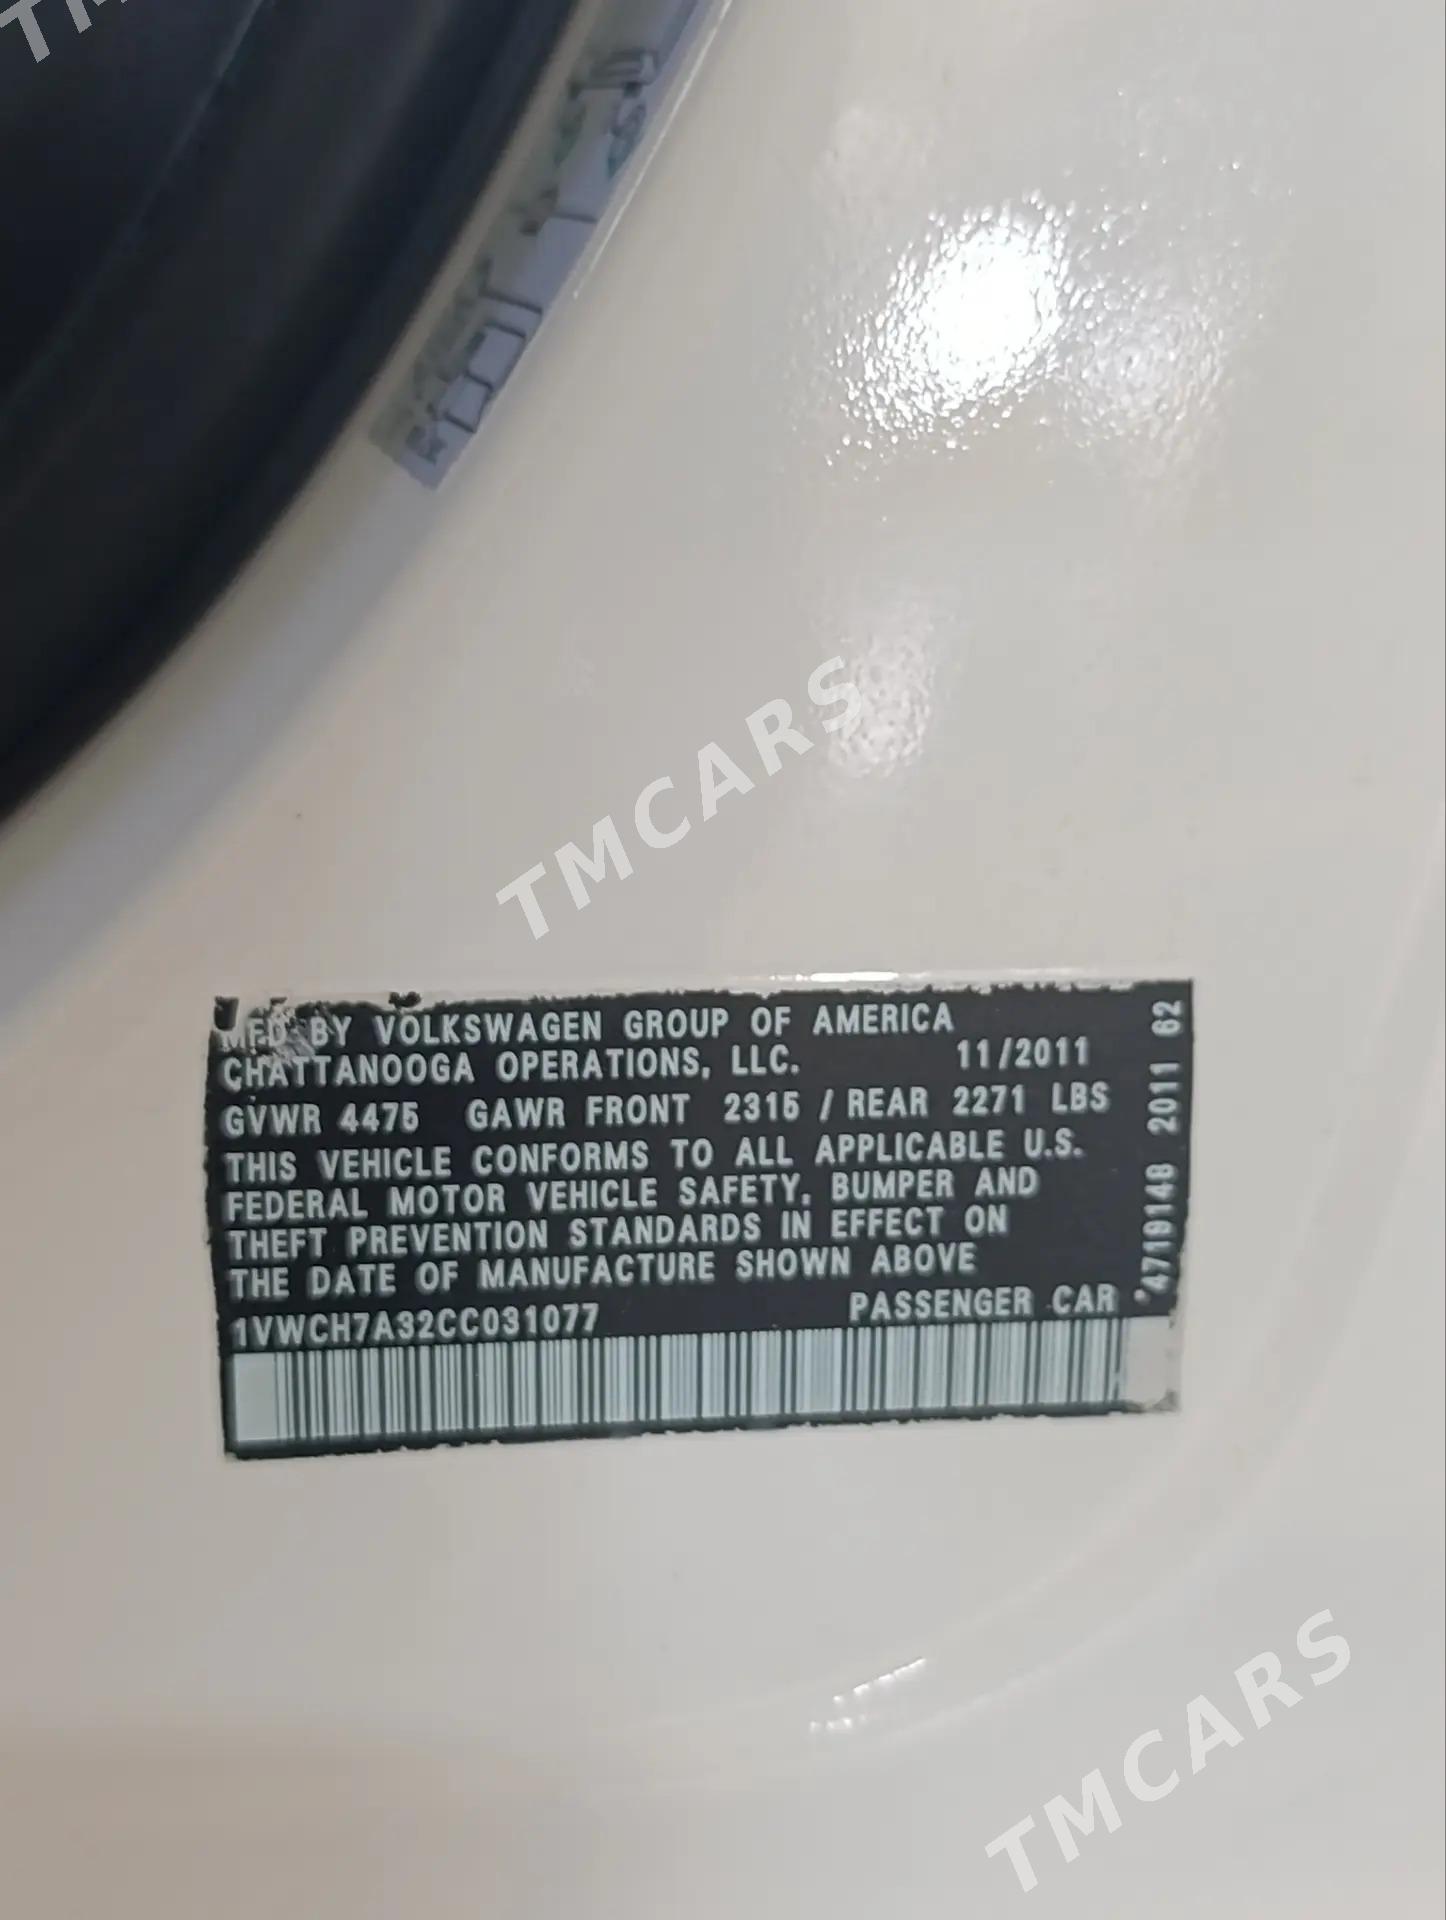 TM
TMCARS
MFD BY VOLKSWAGEN GROUP OF AMERICA
CHATTANOOGA OPERATIONS, LLC. 11/2011
GVWR 4475 GAWR FRONT 2315 / REAR 2271 LBS
THIS VEHICLE CONFORMS TO ALL APPLICABLE U.S.
FEDERAL MOTOR VEHICLE SAFETY, BUMPER AND
THEFT PREVENTION STANDARDS IN EFFECT ON
THE DATE OF MANUFACTURE SHOWN ABOVE
1VWCH7A32CC031077 PASSENGER CAR
*4719148 2011 62
TMCARS